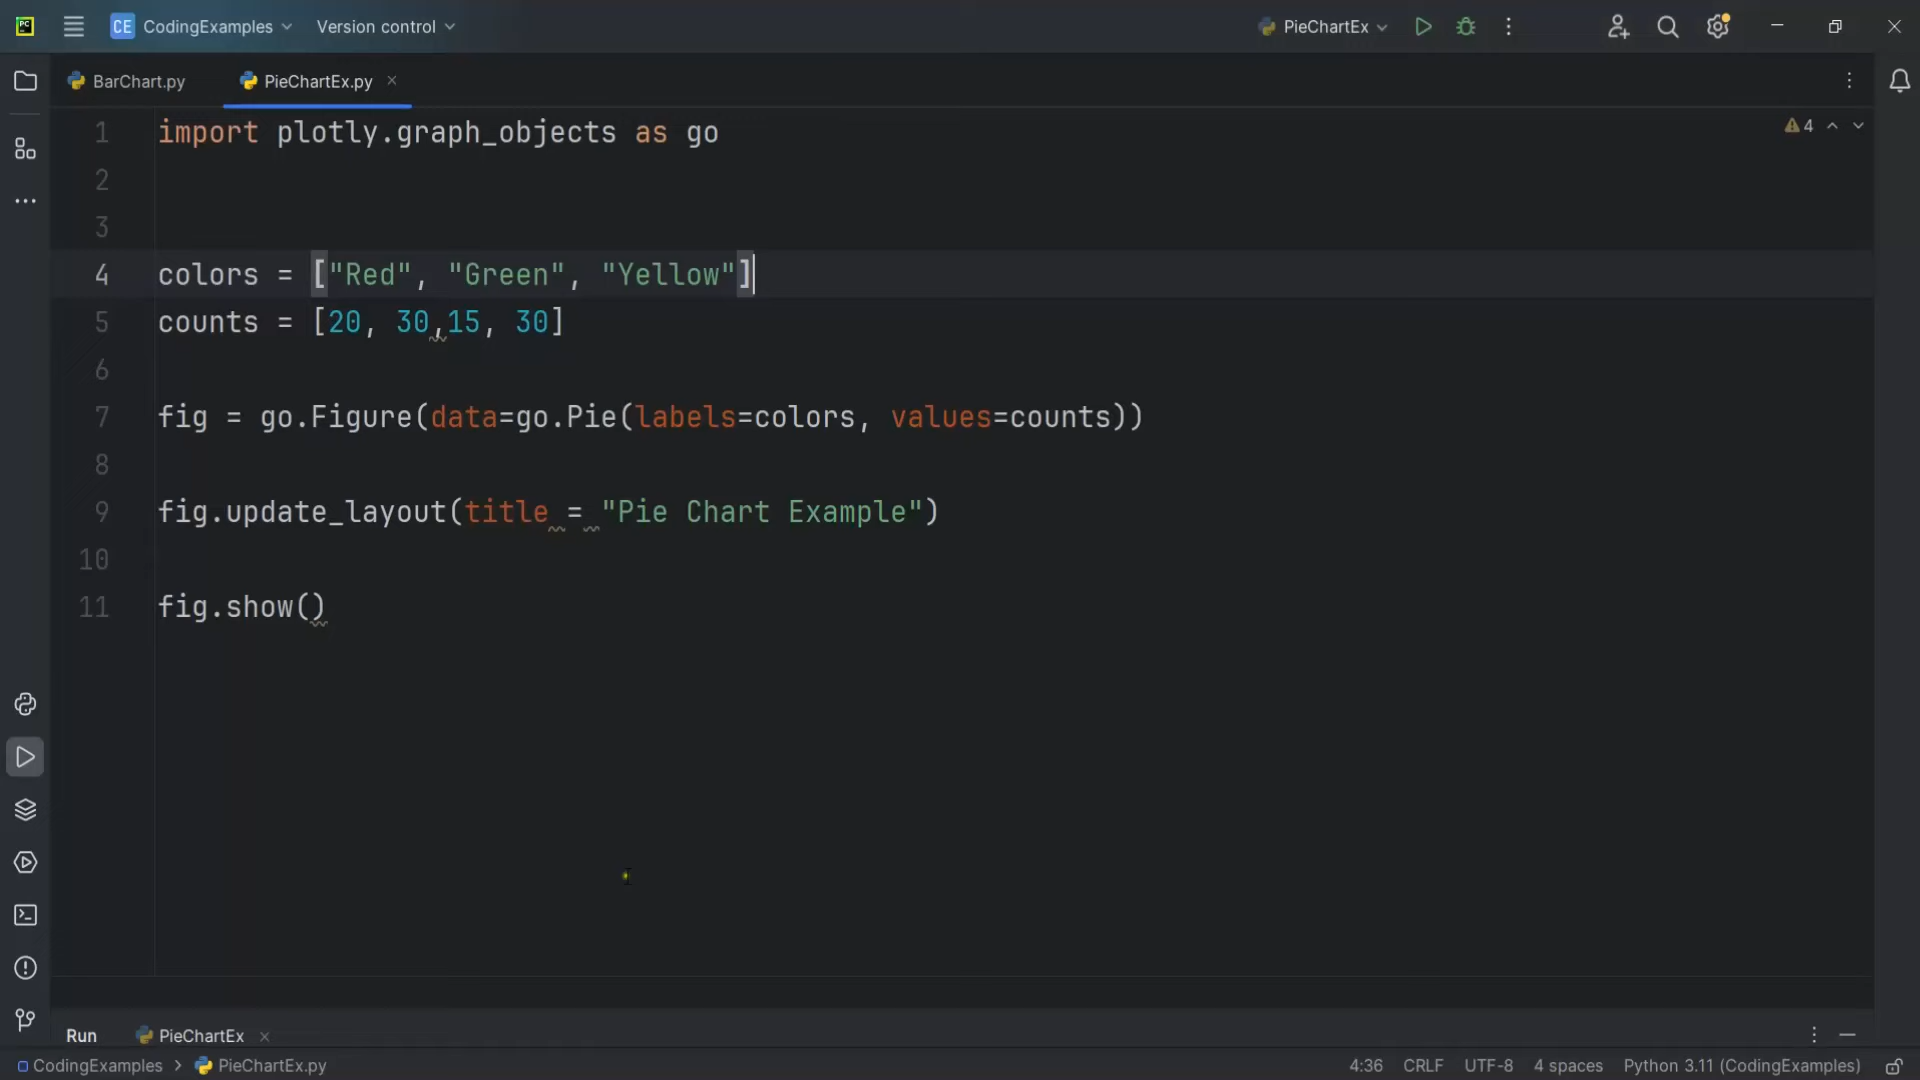 PC CE CodingExamples Version control PieChartEx
BarChart.py PieChartEx.py
1 import plotly.graph_objects as go 4
2
3
4 colors = ["Red", "Green", "Yellow"]
5 counts = [20, 30,15, 30]
6
7 fig = go.Figure(data=go.Pie(labels=colors, values=counts))
8
9 fig.update_layout(title = "Pie Chart Example")
10
11 fig.show()
Run PieChartEx
CodingExamples > PieChartEx.py 4:36 CRLF UTF-8 4 spaces Python 3.11 (CodingExamples)